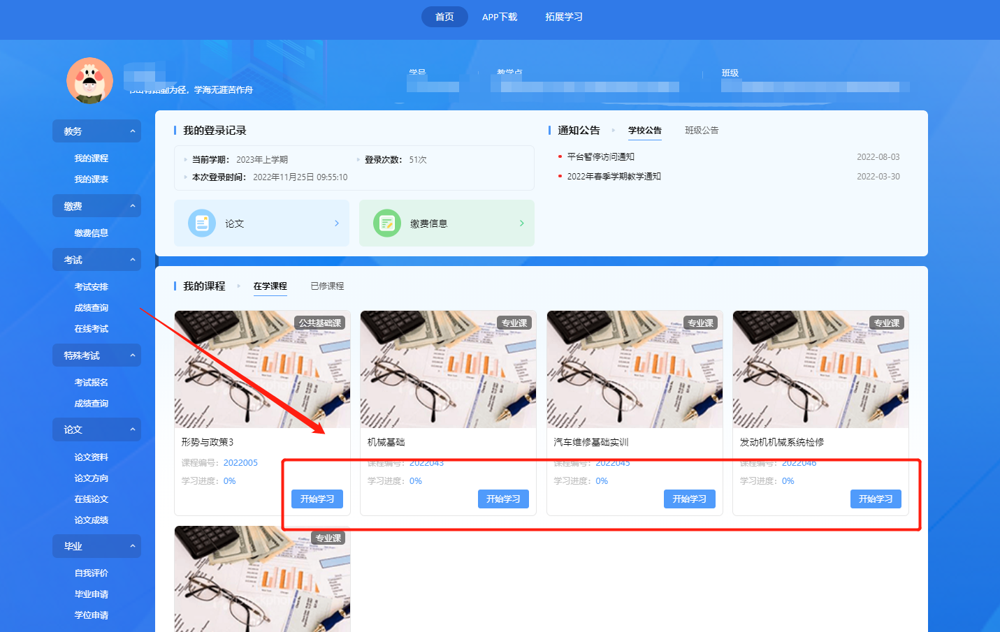 首页
APP下载
拓展学习
学海无涯苦作舟
学号
教学点
班级
教务
我的课程
我的课表
缴费
缴费信息
考试
考试安排
成绩查询
在线考试
特殊考试
考试报名
成绩查询
论文
论文资料
论文方向
在线论文
论文成绩
毕业
自我评价
毕业申请
学位申请
我的登录记录
当前学期： 2023年上学期
登录次数： 51次
本次登录时间： 2022年11月25日 09:55:10
论文
缴费信息
通知公告
学校公告
班级公告
平台暂停访问通知 2022-08-03
2022年春季学期教学通知 2022-03-30
我的课程
在学课程
已修课程
公共基础课
形势与政策3
课程编号：2022005
学习进度：0%
开始学习
专业课
机械基础
课程编号：2022043
学习进度：0%
开始学习
专业课
汽车维修基础实训
课程编号：2022045
学习进度：0%
开始学习
专业课
发动机机械系统检修
课程编号：2022046
学习进度：0%
开始学习
专业课